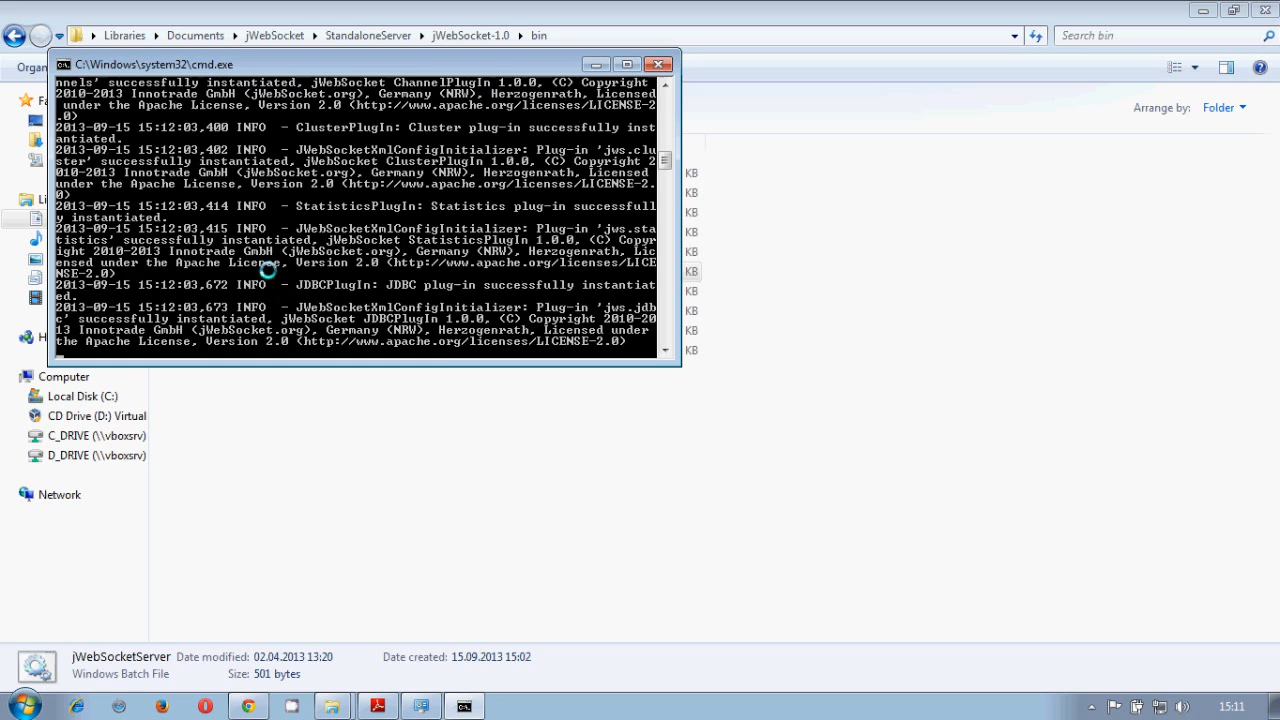 Libraries Documents jWebSocket StandaloneServer jWebSocket-1.0 bin
Search bin
Organ
C:\Windows\system32\cmd.exe
Arrange by: Folder
nnels' successfully instantiated, jWebSocket ChannelPlugIn 1.0.0, (C) Copyright
2010-2013 Innotrade GmbH (jWebSocket.org), Germany (NRW), Herzogenrath, Licensed
under the Apache License, Version 2.0 (http://www.apache.org/licenses/LICENSE-2
.0)
2013-09-15 15:12:03,400 INFO - ClusterPlugIn: Cluster plug-in successfully inst
antiated.
2013-09-15 15:12:03,402 INFO - JWebSocketXmlConfigInitializer: Plug-in 'jws.clu
ster' successfully instantiated, jWebSocket ClusterPlugIn 1.0.0, (C) Copyright 2
010-2013 Innotrade GmbH (jWebSocket.org), Germany (NRW), Herzogenrath, Licensed
under the Apache License, Version 2.0 (http://www.apache.org/licenses/LICENSE-2.
0)
2013-09-15 15:12:03,414 INFO - StatisticsPlugIn: Statistics plug-in successfull
y instantiated.
2013-09-15 15:12:03,415 INFO - JWebSocketXmlConfigInitializer: Plug-in 'jws.sta
tistics' successfully instantiated, jWebSocket StatisticsPlugIn 1.0.0, (C) Copyr
ight 2010-2013 Innotrade GmbH (jWebSocket.org), Germany (NRW), Herzogenrath, Lic
ensed under the Apache License, Version 2.0 (http://www.apache.org/licenses/LICE
NSE-2.0)
2013-09-15 15:12:03,672 INFO - JDBCPlugIn: JDBC plug-in successfully instantiat
ed.
2013-09-15 15:12:03,673 INFO - JWebSocketXmlConfigInitializer: Plug-in 'jws.jdb
c' successfully instantiated, jWebSocket JDBCPlugIn 1.0.0, (C) Copyright 2010-20
13 Innotrade GmbH (jWebSocket.org), Germany (NRW), Herzogenrath, Licensed under
the Apache License, Version 2.0 (http://www.apache.org/licenses/LICENSE-2.0)
KB
KB
KB
KB
KB
KB
KB
KB
KB
KB
Fa
Li
H
Computer
Local Disk (C:)
CD Drive (D:) Virtual
C_DRIVE (\\vboxsrv)
D_DRIVE (\\vboxsrv)
Network
jWebSocketServer Date modified: 02.04.2013 13:20 Date created: 15.09.2013 15:02
Windows Batch File Size: 501 bytes
15:11